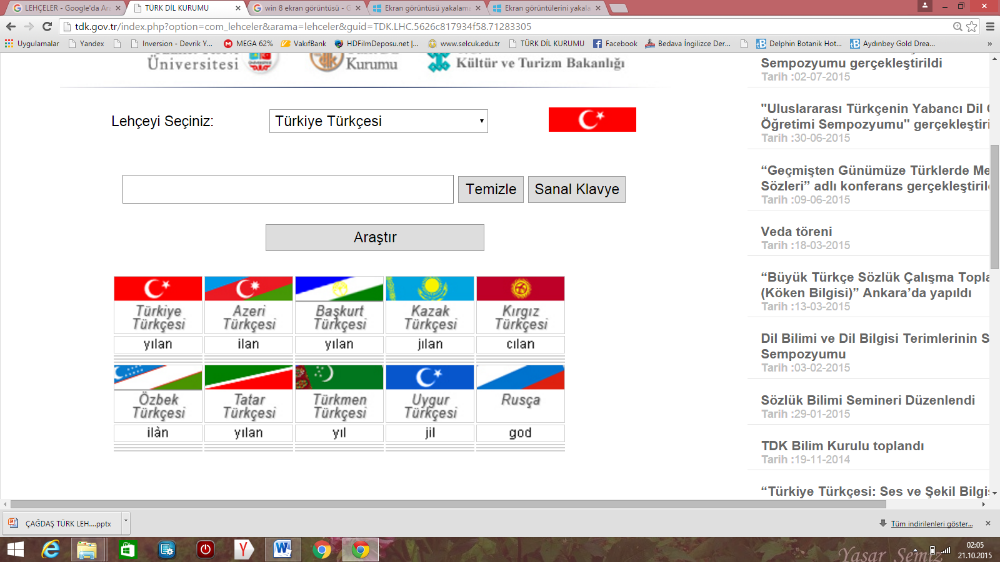 LEHÇELER - Google'da Ara
TÜRK DİL KURUMU
win 8 ekran görüntüsü - G
Ekran görüntüsü yakalama
Ekran görüntülerini yakala
tdk.gov.tr/index.php?option=com_lehceler&arama=lehceler&guid=TDK.LHC.5626c817934f58.71283305
Uygulamalar
Yandex
Inversion - Devrik Y...
MEGA 62%
VakıfBank
HDFilmDeposu.net |...
www.selcuk.edu.tr
TÜRK DİL KURUMU
Facebook
Bedava İngilizce Der...
Delphin Botanik Hot...
Aydınbey Gold Drea...
»
Üniversitesi
Kurumu
Kültür ve Turizm Bakanlığı
Lehçeyi Seçiniz:
Türkiye Türkçesi
Temizle
Sanal Klavye
Araştır
Türkiye Türkçesi
Azeri Türkçesi
Başkurt Türkçesi
Kazak Türkçesi
Kırgız Türkçesi
yılan
ilan
yılan
jılan
cılan
Özbek Türkçesi
Tatar Türkçesi
Türkmen Türkçesi
Uygur Türkçesi
Rusça
ilàn
yılan
yıl
jil
god
Sempozyumu gerçekleştirildi
Tarih :02-07-2015
"Uluslararası Türkçenin Yabancı Dil
Öğretimi Sempozyumu" gerçekleştiri
Tarih :30-06-2015
“Geçmişten Günümüze Türklerde Me
Sözleri” adlı konferans gerçekleştiril
Tarih :09-06-2015
Veda töreni
Tarih :18-03-2015
“Büyük Türkçe Sözlük Çalışma Topla
(Köken Bilgisi)” Ankara’da yapıldı
Tarih :13-03-2015
Dil Bilimi ve Dil Bilgisi Terimlerinin S
Sempozyumu
Tarih :03-02-2015
Sözlük Bilimi Semineri Düzenlendi
Tarih :29-01-2015
TDK Bilim Kurulu toplandı
Tarih :19-11-2014
“Türkiye Türkçesi: Ses ve Şekil Bilgis
ÇAĞDAŞ TÜRK LEH....pptx
Tüm indirilenleri göster...
Yasar Semiz
02:05
21.10.2015